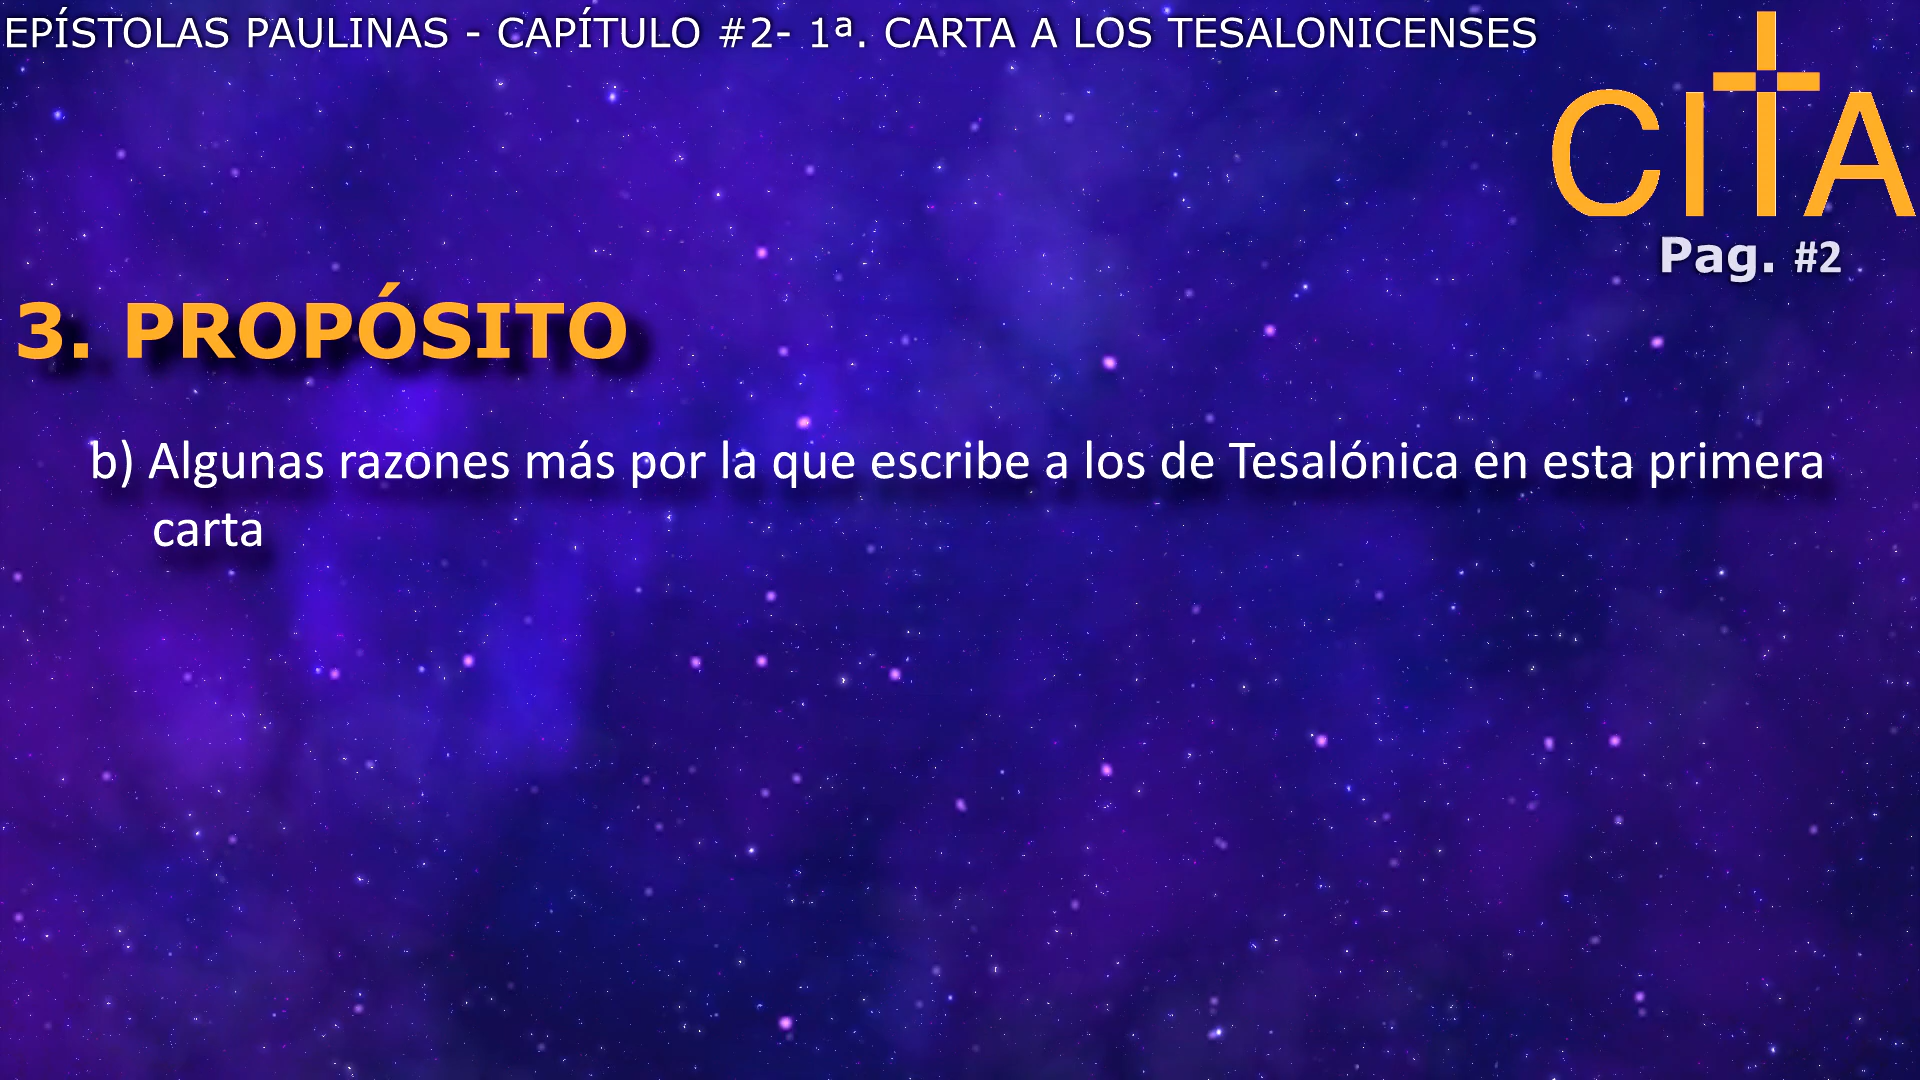 EPÍSTOLAS PAULINAS - CAPÍTULO #2- 1ª. CARTA A LOS TESALONICENSES
CITA
Pag. #2
3. PROPÓSITO
b) Algunas razones más por la que escribe a los de Tesalónica en esta primera
carta